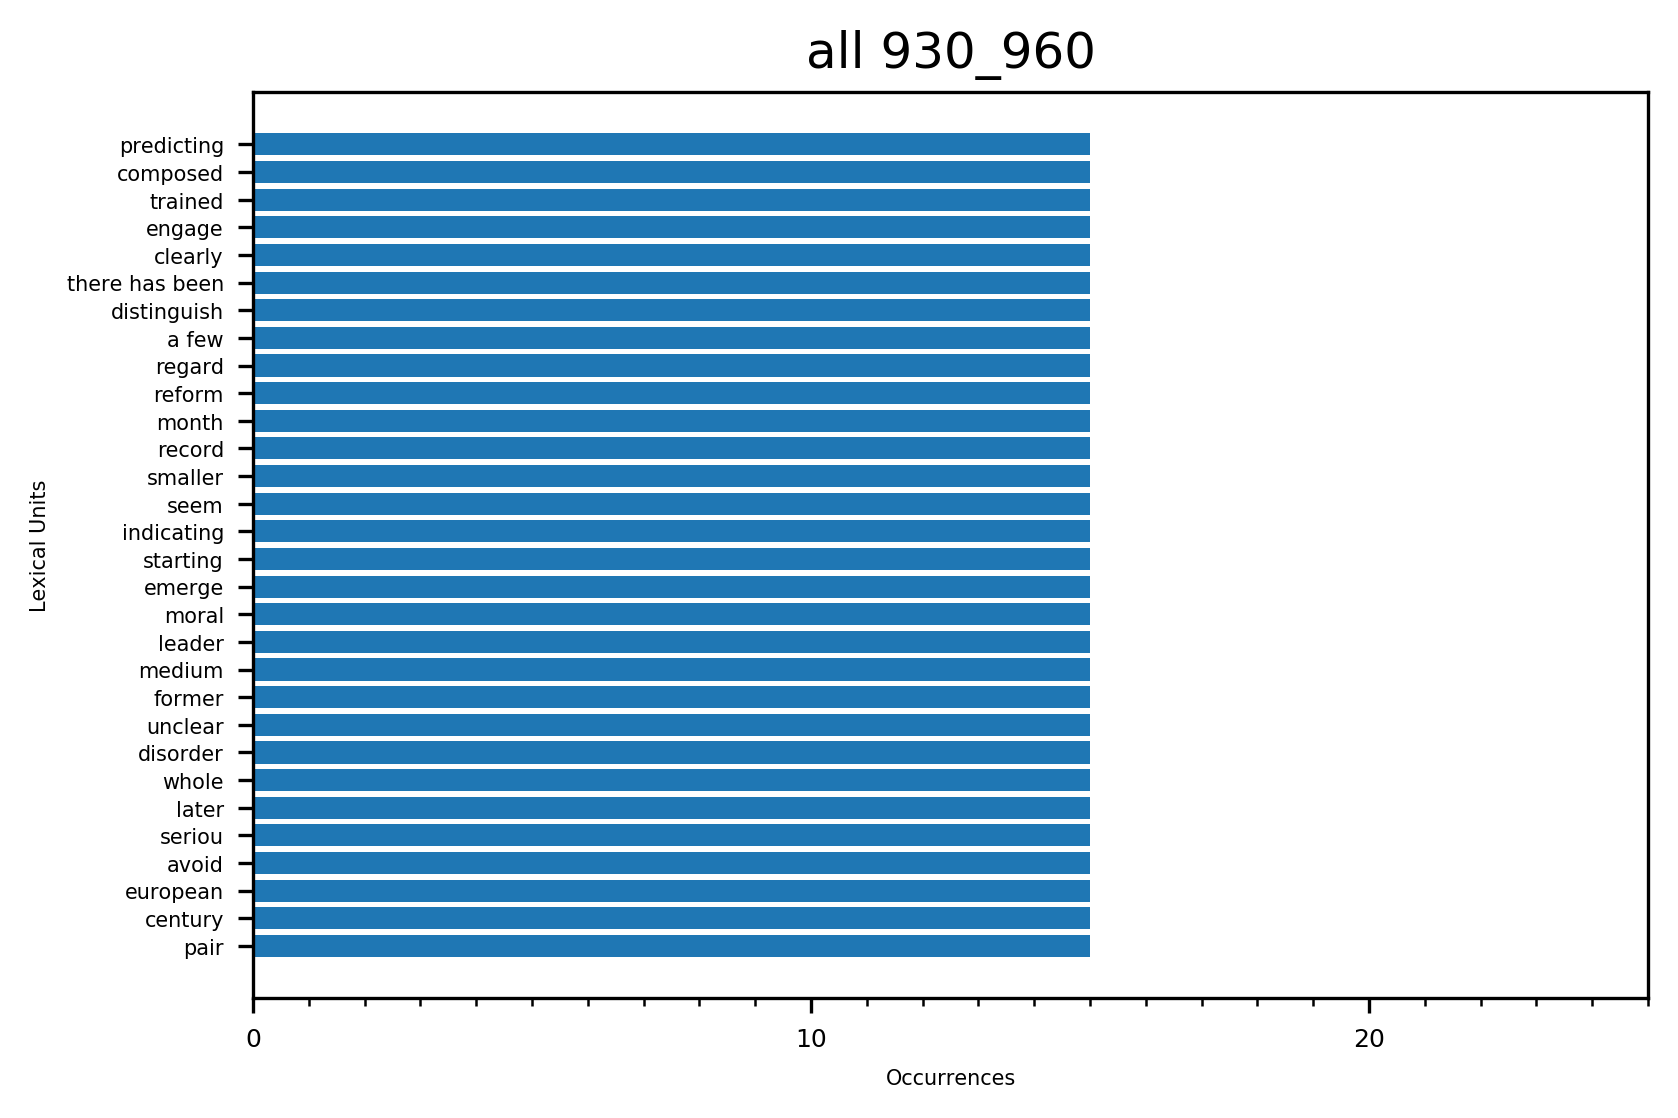 all 930_960
predicting
composed
trained
engage
clearly
there has been
distinguish
a few
regard
reform
month
record
smaller
seem
indicating
starting
emerge
moral
leader
medium
former
unclear
disorder
whole
later
seriou
avoid
european
century
pair
Lexical Units
0 10 20
Occurrences